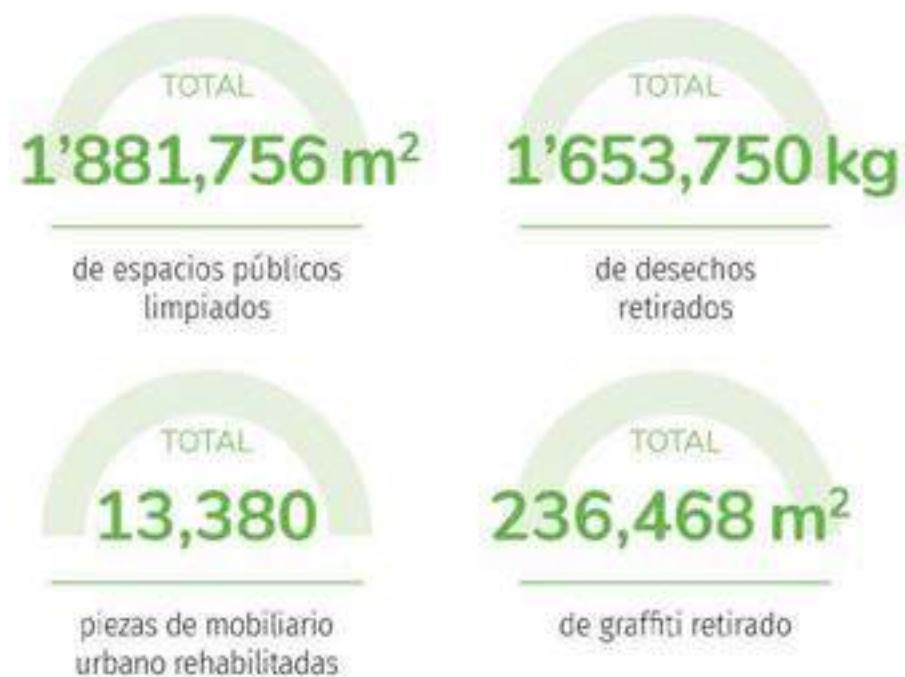 TOTAL
1’881,756 m²
de espacios públicos
limpiados
TOTAL
1’653,750 kg
de desechos
retirados
TOTAL
13,380
piezas de mobiliario
urbano rehabilitadas
TOTAL
236,468 m²
de graffiti retirado